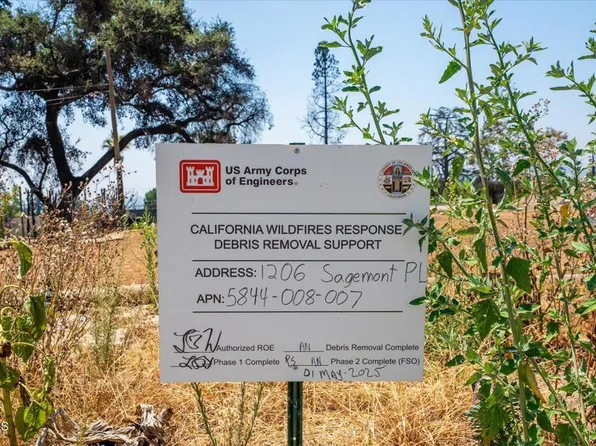 US Army Corps
of Engineers®
CALIFORNIA WILDFIRES RESPONSE
DEBRIS REMOVAL SUPPORT
ADDRESS: 1206 Sagemont PL
APN: 5844-008-007
Authorized ROE AN Debris Removal Complete
Phase 1 Complete AN Phase 2 Complete (FSO)
01 MAY 2025